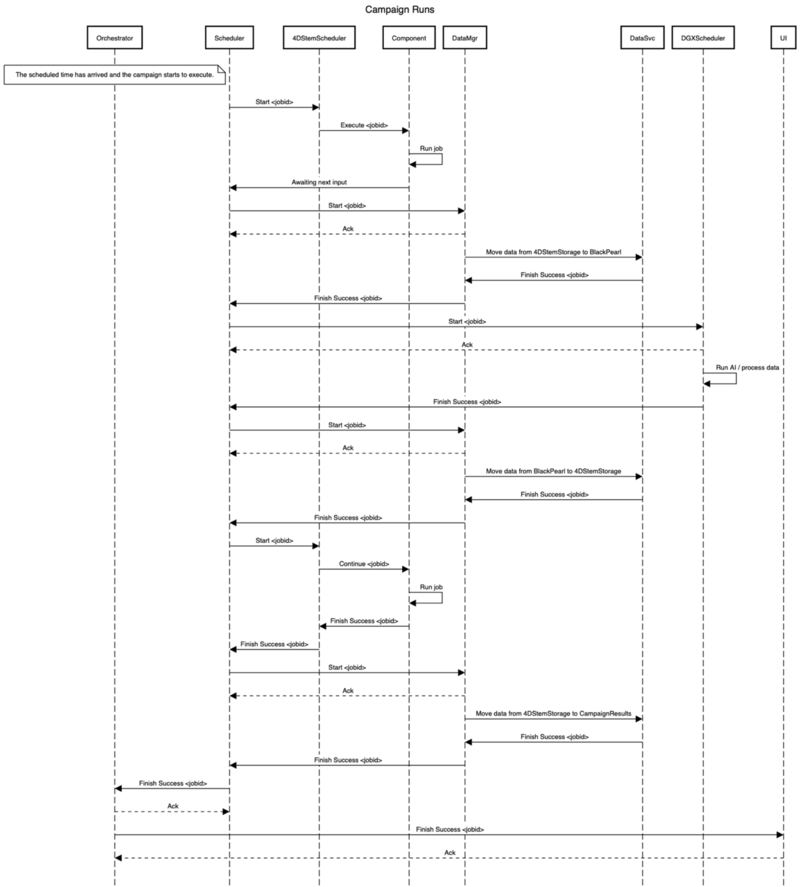 Campaign Runs
Orchestrator
Scheduler
4DStemScheduler
Component
DataMgr
DataSvc
DGXScheduler
UI
The scheduled time has arrived and the campaign starts to execute.
Start <jobid>
Execute <jobid>
Run job
Awaiting next input
Start <jobid>
Ack
Move data from 4DStemStorage to BlackPearl
Finish Success <jobid>
Finish Success <jobid>
Start <jobid>
Ack
Run AI / process data
Finish Success <jobid>
Start <jobid>
Ack
Move data from BlackPearl to 4DStemStorage
Finish Success <jobid>
Finish Success <jobid>
Start <jobid>
Continue <jobid>
Run job
Finish Success <jobid>
Finish Success <jobid>
Start <jobid>
Ack
Move data from 4DStemStorage to CampaignResults
Finish Success <jobid>
Finish Success <jobid>
Finish Success <jobid>
Ack
Finish Success <jobid>
Ack